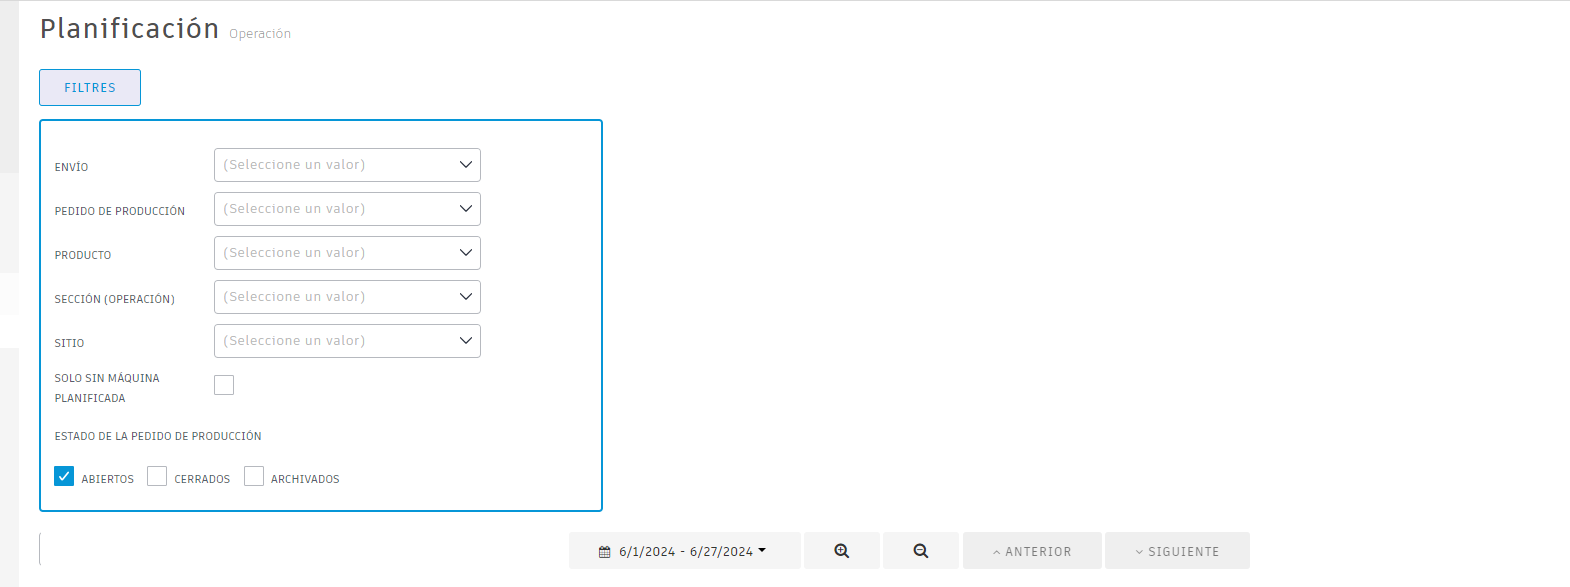 Planificación Operación
FILTRES
ENVÍO (Seleccione un valor)
PEDIDO DE PRODUCCIÓN (Seleccione un valor)
PRODUCTO (Seleccione un valor)
SECCIÓN (OPERACIÓN) (Seleccione un valor)
SITIO (Seleccione un valor)
SOLO SIN MÁQUINA
PLANIFICADA
ESTADO DE LA PEDIDO DE PRODUCCIÓN
ABIERTOS CERRADOS ARCHIVADOS
6/1/2024 - 6/27/2024 ANTERIOR SIGUIENTE